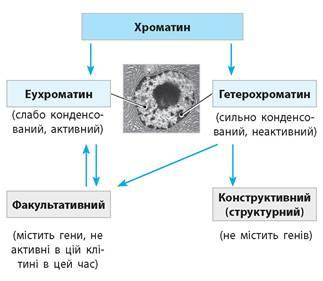 Хроматин
Еухроматин
(слабо конденсо-
ваний, активний)
Гетерохроматин
(сильно конденсо-
ваний, неактивний)
Факультативний
(містить гени, не
активні в цій клі-
тині в цей час)
Конструктивний
(структурний)
(не містить генів)